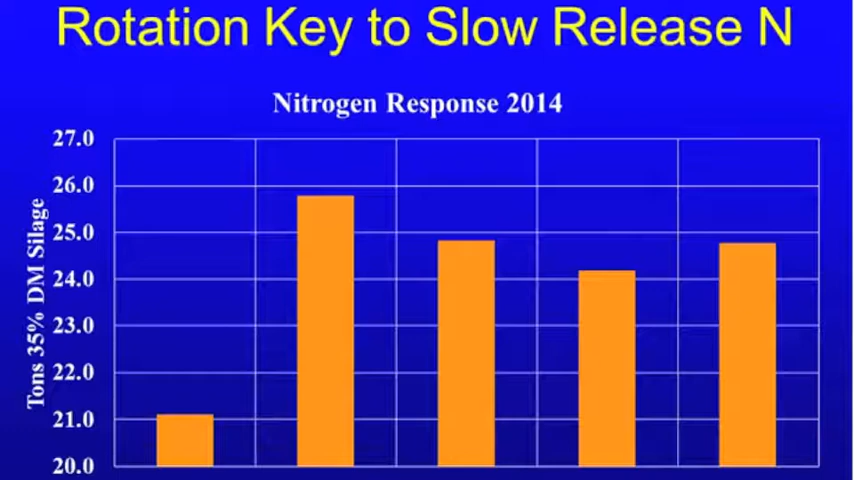 Rotation Key to Slow Release N
Nitrogen Response 2014
Tons 35% DM Silage
27.0
26.0
25.0
24.0
23.0
22.0
21.0
20.0